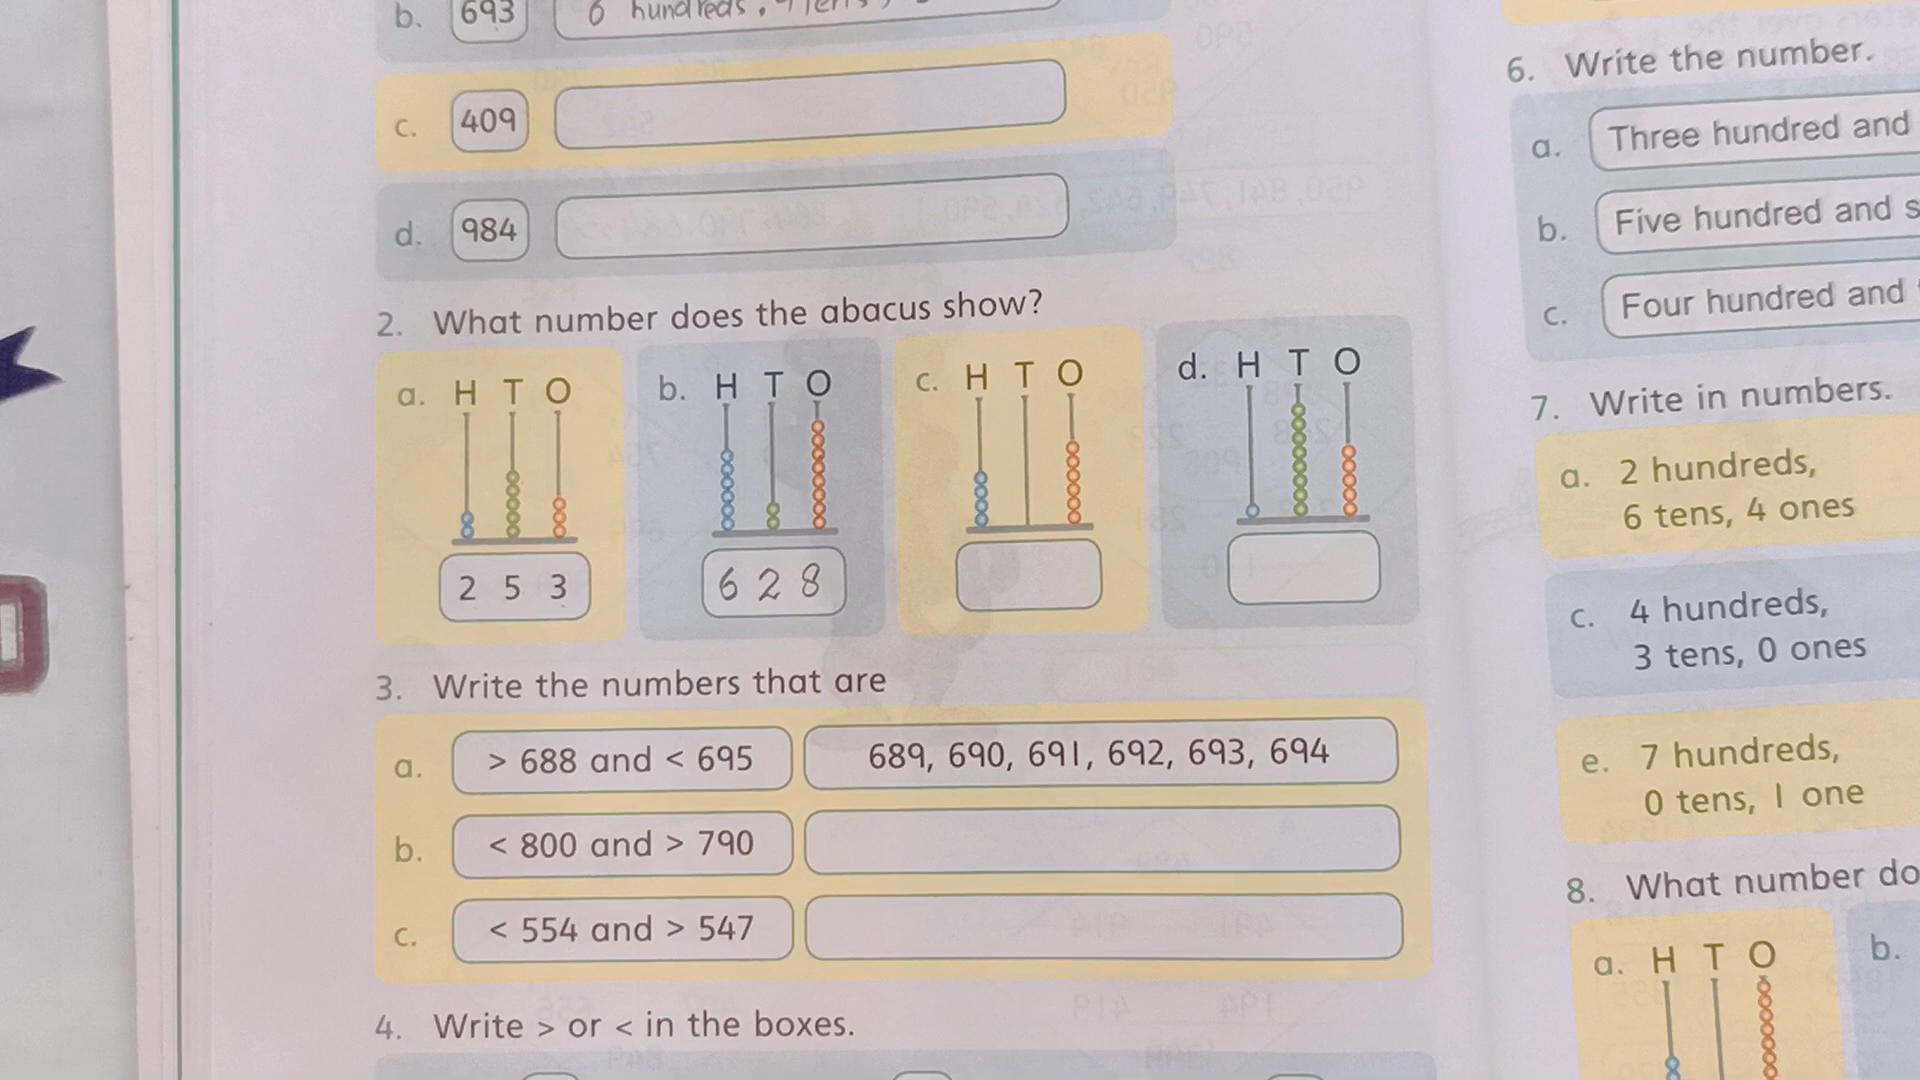 b. 693 6 hundreds,
c. 409
d. 984
2. What number does the abacus show?
a. H T O
b. H T O
c. H T O
d. H T O
2 5 3
6 2 8
3. Write the numbers that are
a. > 688 and < 695 689, 690, 691, 692, 693, 694
b. < 800 and > 790
c. < 554 and > 547
4. Write > or < in the boxes.
6. Write the number.
a. Three hundred and
b. Five hundred and s
c. Four hundred and
7. Write in numbers.
a. 2 hundreds,
6 tens, 4 ones
c. 4 hundreds,
3 tens, 0 ones
e. 7 hundreds,
0 tens, 1 one
8. What number do
a. H T O
b.